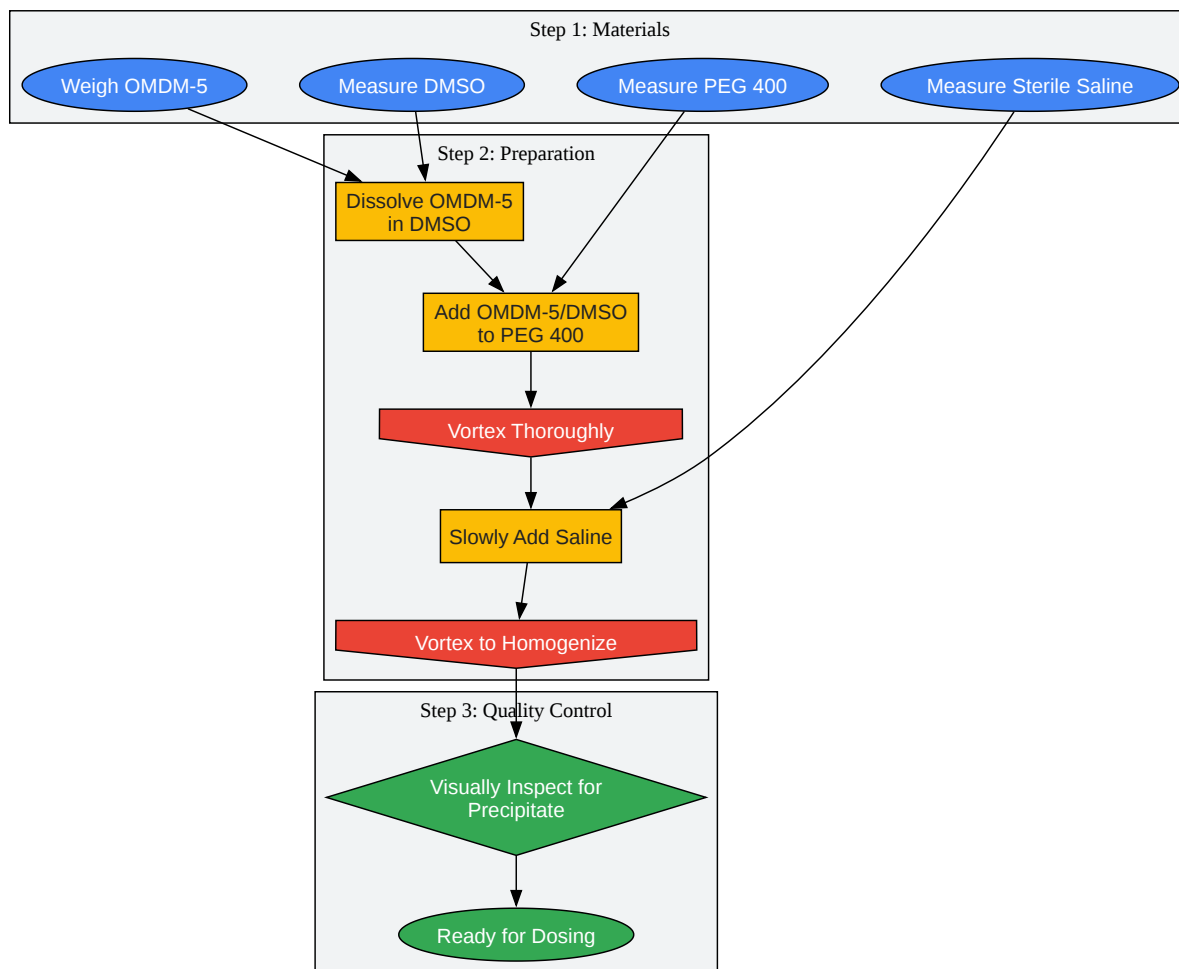 Step 1: Materials
Weigh OMDM-5
Measure DMSO
Measure PEG 400
Measure Sterile Saline
Step 2: Preparation
Dissolve OMDM-5
in DMSO
Add OMDM-5/DMSO
to PEG 400
Vortex Thoroughly
Slowly Add Saline
Vortex to Homogenize
Step 3: Quality Control
Visually Inspect for
Precipitate
Ready for Dosing